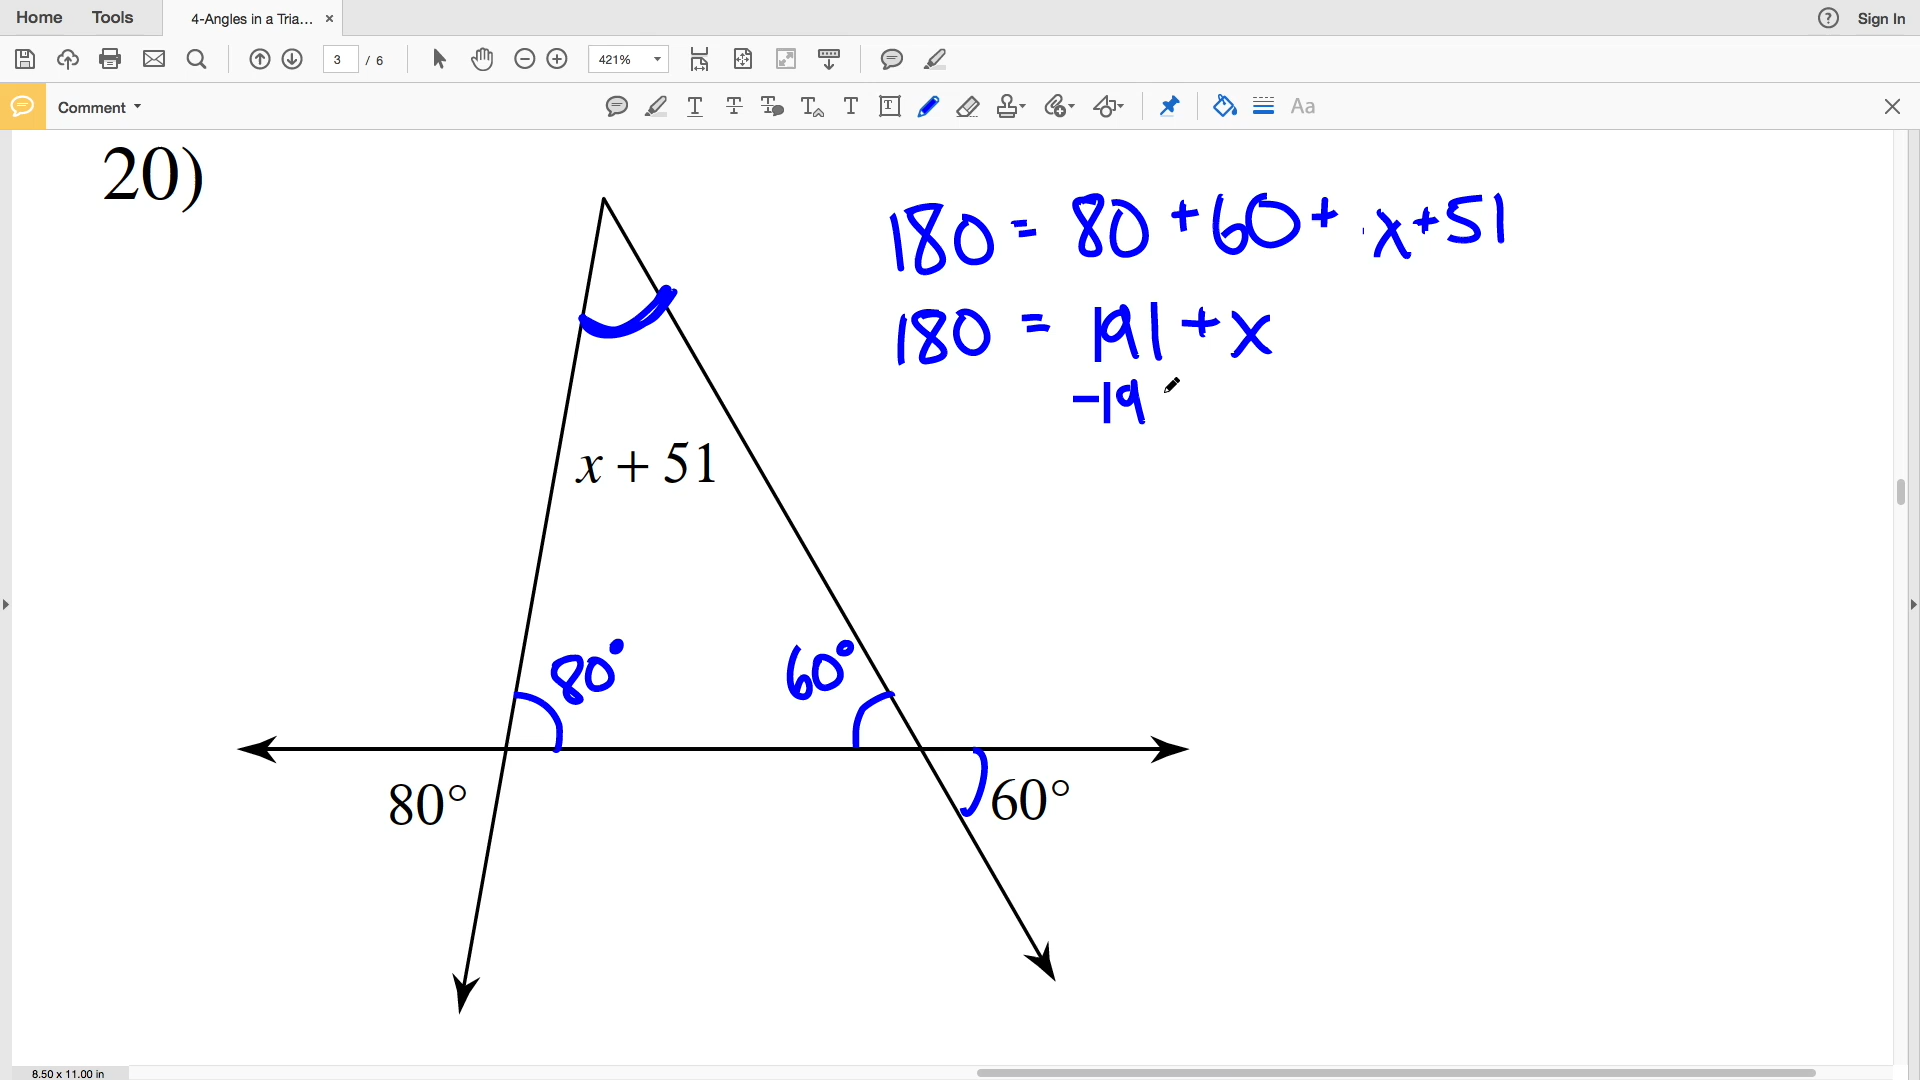 Home Tools 4-Angles in a Tria... × ? Sign In
3 / 6 421%
Comment T T T T T T Aa
20)
180 = 80 + 60 + x + 51
180 = 191 + x
-19
x + 51
80° 60°
80° 60°
8.50 x 11.00 in